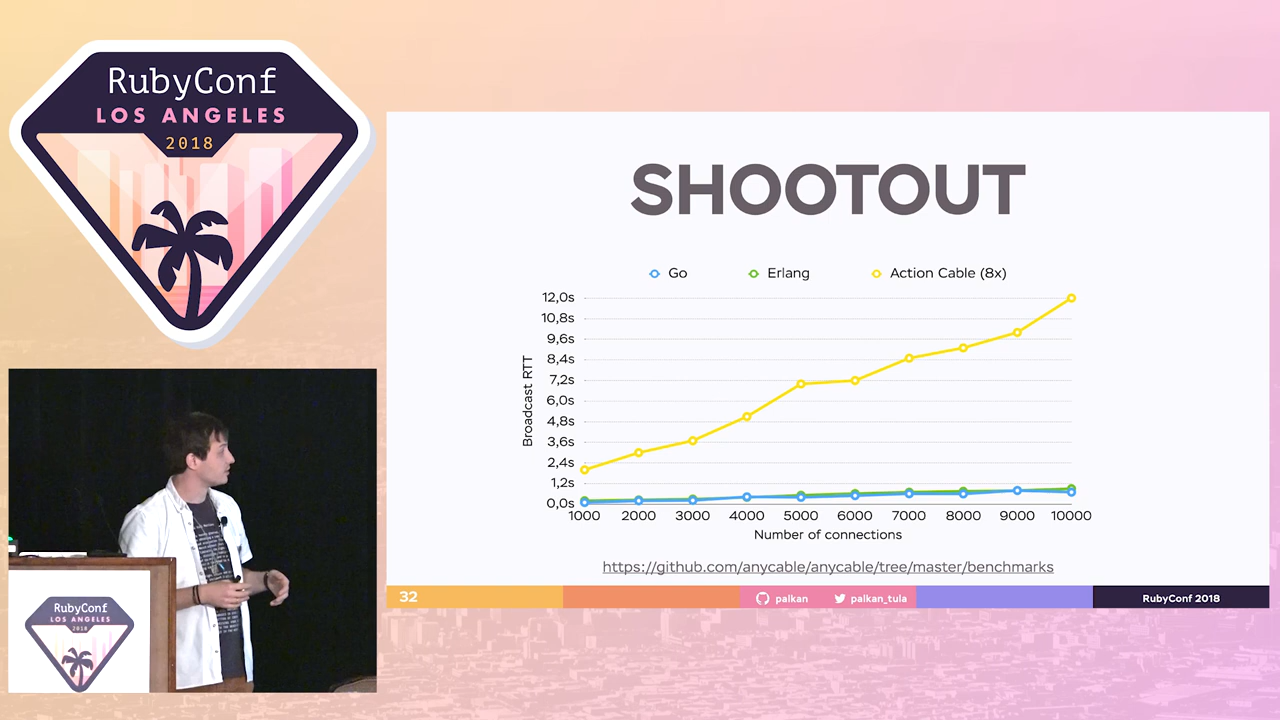 RubyConf
LOS ANGELES
2018
SHOOTOUT
Go
Erlang
Action Cable (8x)
Broadcast RTT
12,0s
10,8s
9,6s
8,4s
7,2s
6,0s
4,8s
3,6s
2,4s
1,2s
0,0s
1000 2000 3000 4000 5000 6000 7000 8000 9000 10000
Number of connections
https://github.com/anycable/anycable/tree/master/benchmarks
32
palkan
palkan_tula
RubyConf 2018
RubyConf
LOS ANGELES
2018